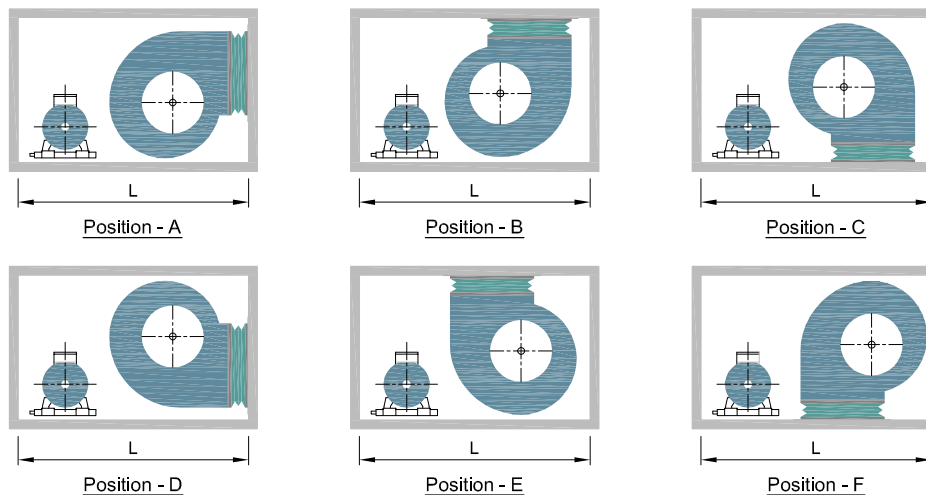 L
L
L
Position - A
Position - B
Position - C
L
L
L
Position - D
Position - E
Position - F